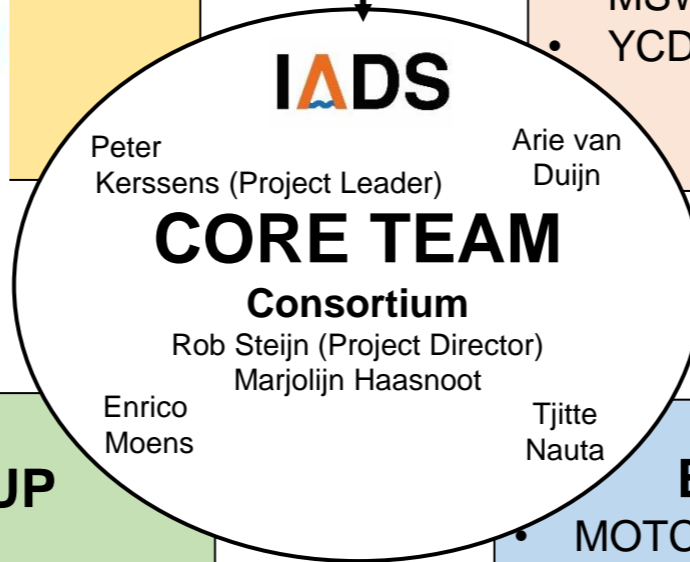 YCD
IADS
Peter
Kerssens (Project Leader)
Arie van
Duijn
CORE TEAM
Consortium
Rob Steijn (Project Director)
Marjolijn Haasnoot
Enrico
Moens
Tjitte
Nauta
UP
MOTC